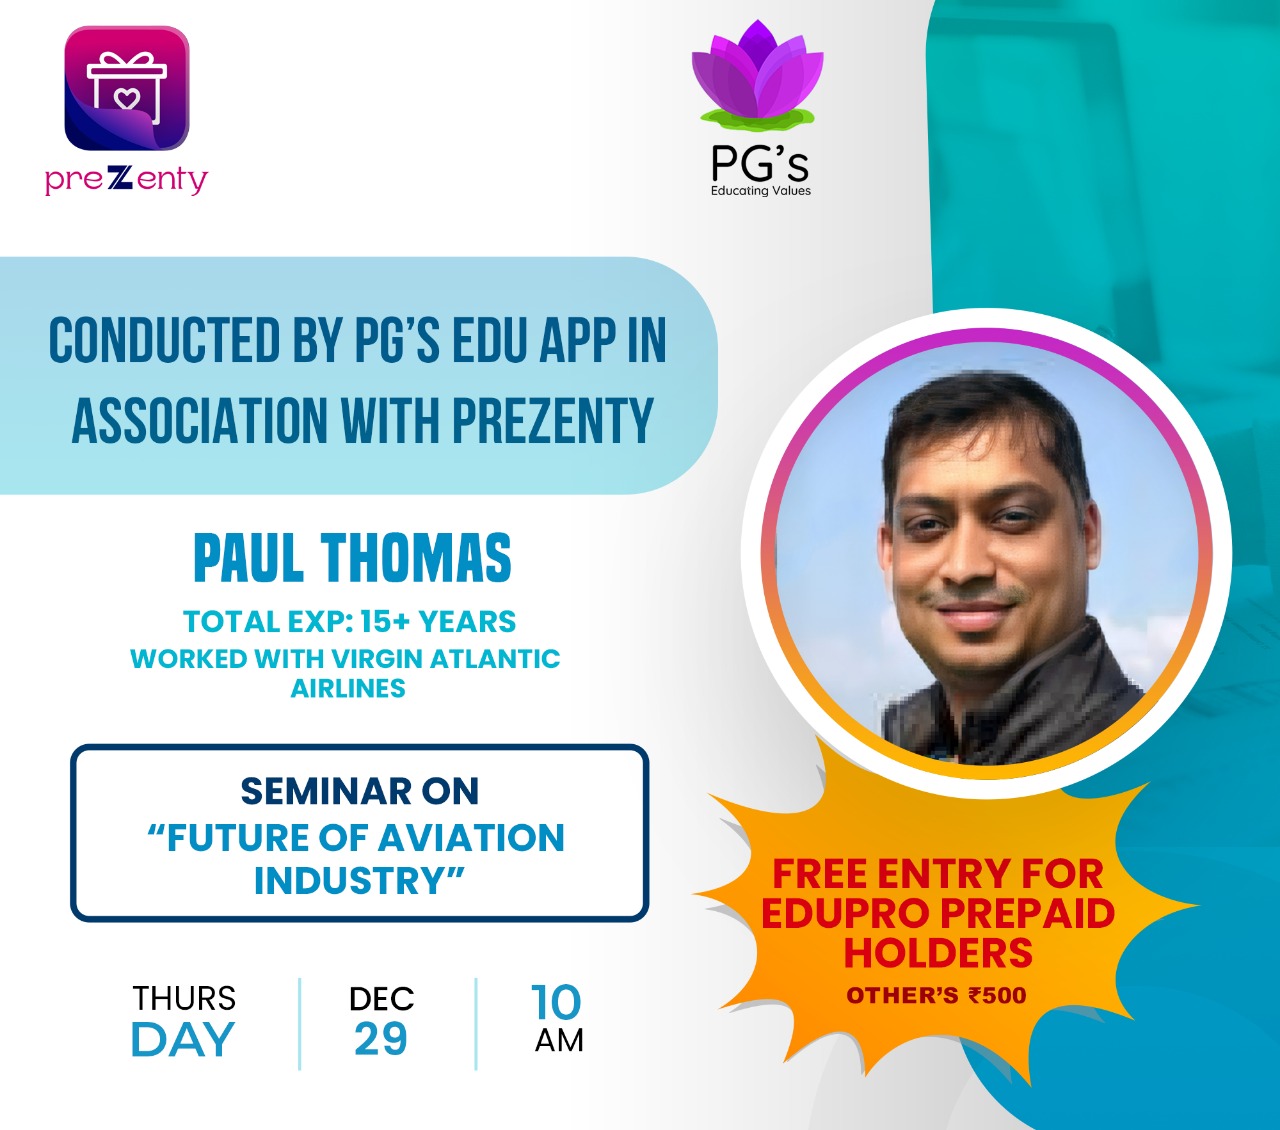 preZenty
PG's
Educating Values
CONDUCTED BY PG'S EDU APP IN
ASSOCIATION WITH PREZENTY
PAUL THOMAS
TOTAL EXP: 15+ YEARS
WORKED WITH VIRGIN ATLANTIC
AIRLINES
SEMINAR ON
“FUTURE OF AVIATION
INDUSTRY”
THURS
DAY
DEC
29
10
AM
FREE ENTRY FOR
EDUPRO PREPAID
HOLDERS
OTHER'S ₹500